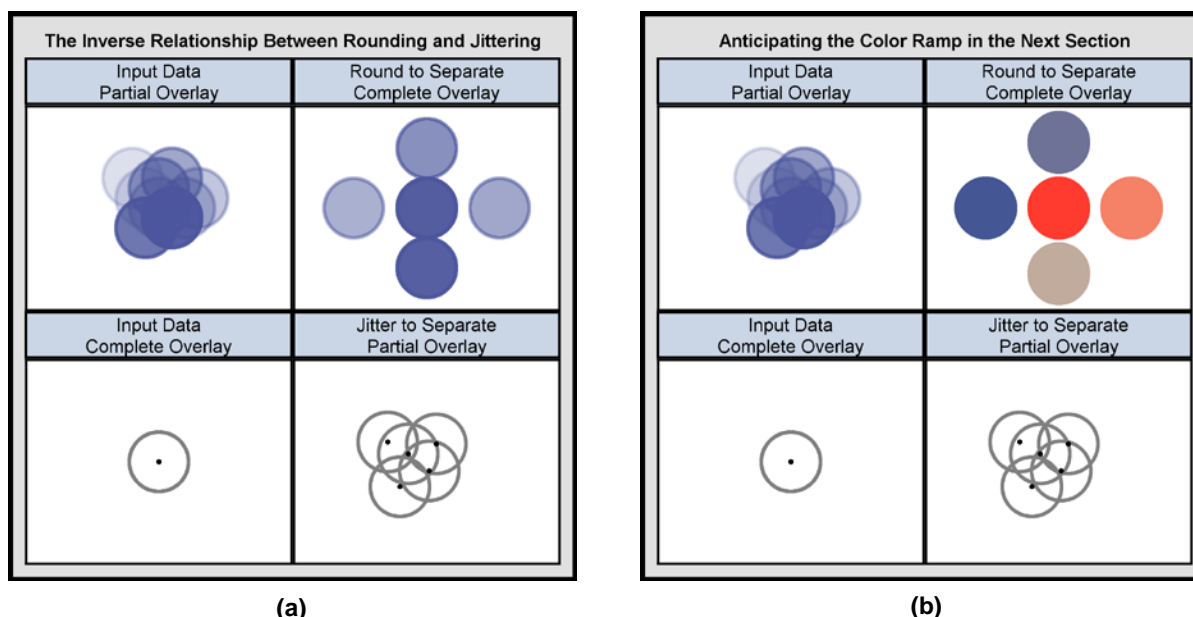 The Inverse Relationship Between Rounding and Jittering
Input Data
Partial Overlay
Round to Separate
Complete Overlay
Input Data
Complete Overlay
Jitter to Separate
Partial Overlay
(a)
Anticipating the Color Ramp in the Next Section
Input Data
Partial Overlay
Round to Separate
Complete Overlay
Input Data
Complete Overlay
Jitter to Separate
Partial Overlay
(b)